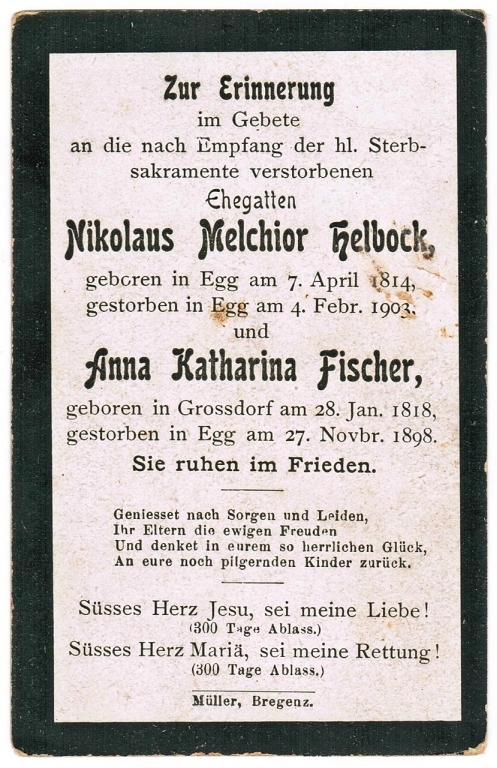 Zur Erinnerung
im Gebete
an die nach Empfang der hl. Sterb-
sakramente verstorbenen
Ehegatten
Nikolaus Melchior Helbock,
geboren in Egg am 7. April 1814,
gestorben in Egg am 4. Febr. 1903.
und
Anna Katharina Fischer,
geboren in Grossdorf am 28. Jan. 1818,
gestorben in Egg am 27. Novbr. 1898.
Sie ruhen im Frieden.
Geniesset nach Sorgen und Leiden,
Ihr Eltern die ewigen Freuden
Und denket in eurem so herrlichen Glück,
An eure noch pilgernden Kinder zurück.
Süsses Herz Jesu, sei meine Liebe!
(300 Tage Ablass.)
Süsses Herz Mariä, sei meine Rettung!
(300 Tage Ablass.)
Müller, Bregenz.